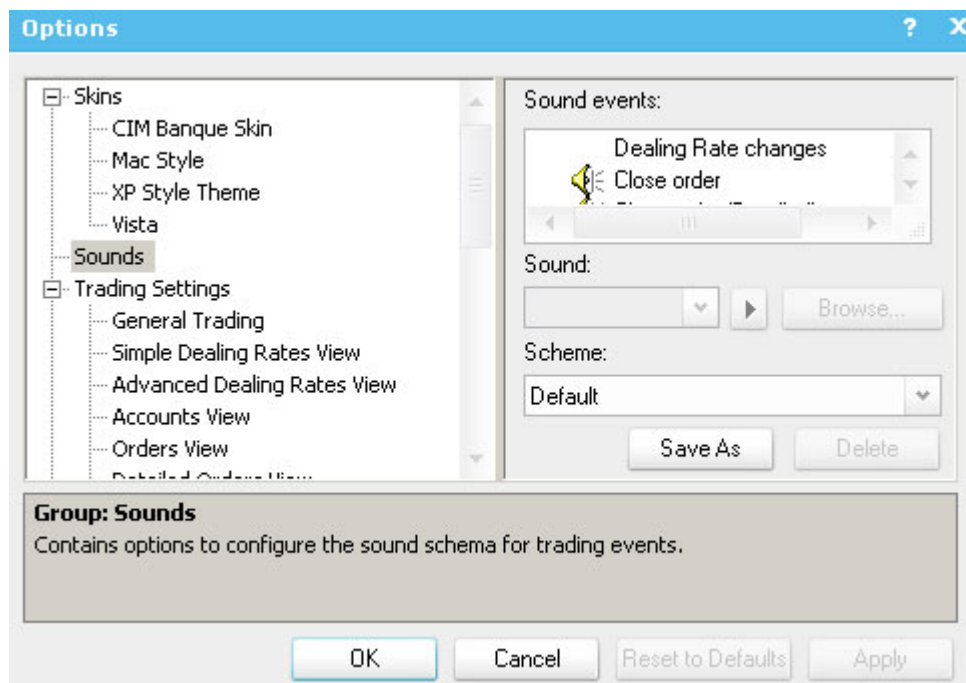 Options
Skins
CIM Banque Skin
Mac Style
XP Style Theme
Vista
Sounds
Trading Settings
General Trading
Simple Dealing Rates View
Advanced Dealing Rates View
Accounts View
Orders View
Detailed Orders View
Sound events:
Dealing Rate changes
Close order
Sound:
Browse...
Scheme:
Default
Save As
Delete
Group: Sounds
Contains options to configure the sound schema for trading events.
OK
Cancel
Reset to Defaults
Apply